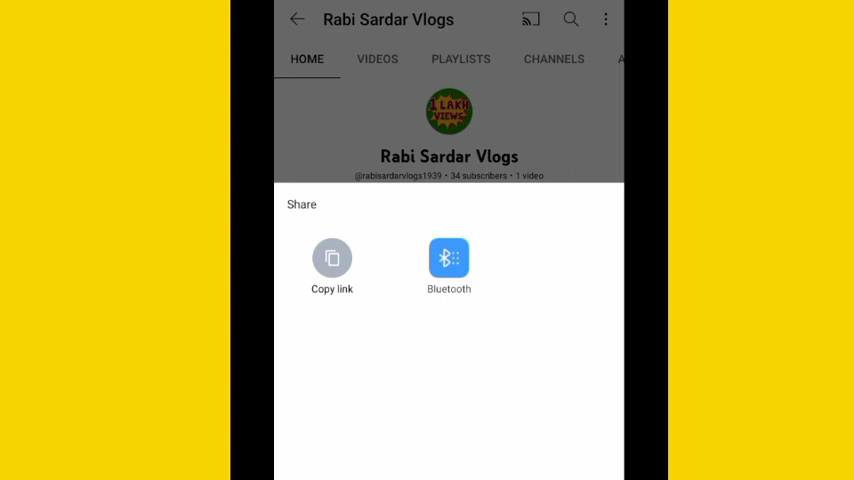 Rabi Sardar Vlogs
HOME VIDEOS PLAYLISTS CHANNELS A
1 LAKH
VIEWS
Rabi Sardar Vlogs
@rabisardarvlogs1939 • 34 subscribers • 1 video
Share
Copy link Bluetooth